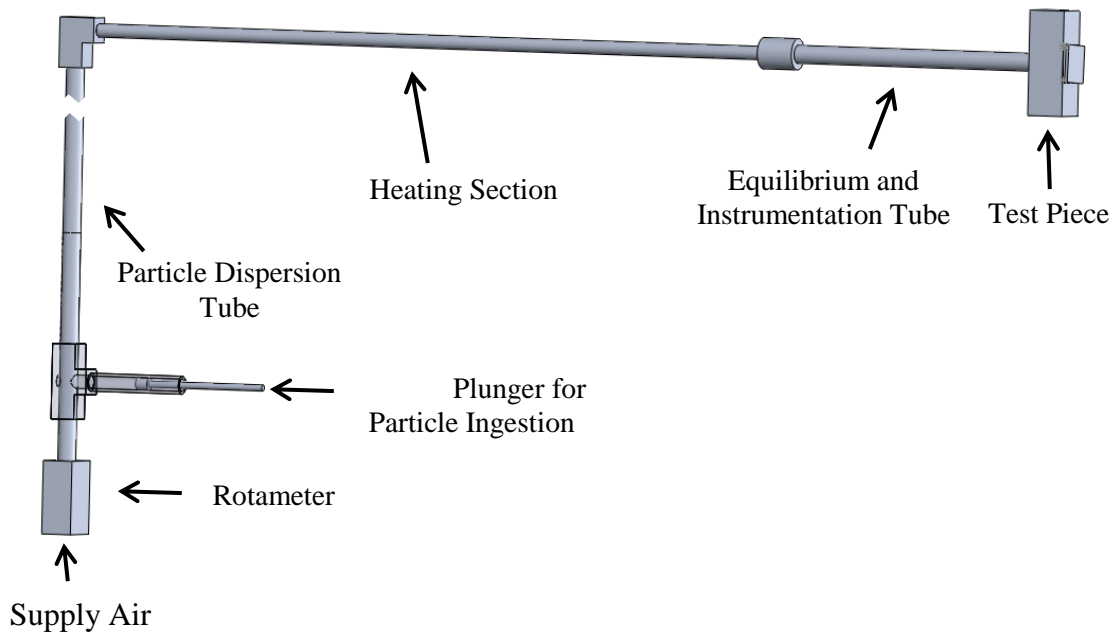 Heating Section
Equilibrium and
Instrumentation Tube
Test Piece
Particle Dispersion
Tube
Plunger for
Particle Ingestion
Rotameter
Supply Air